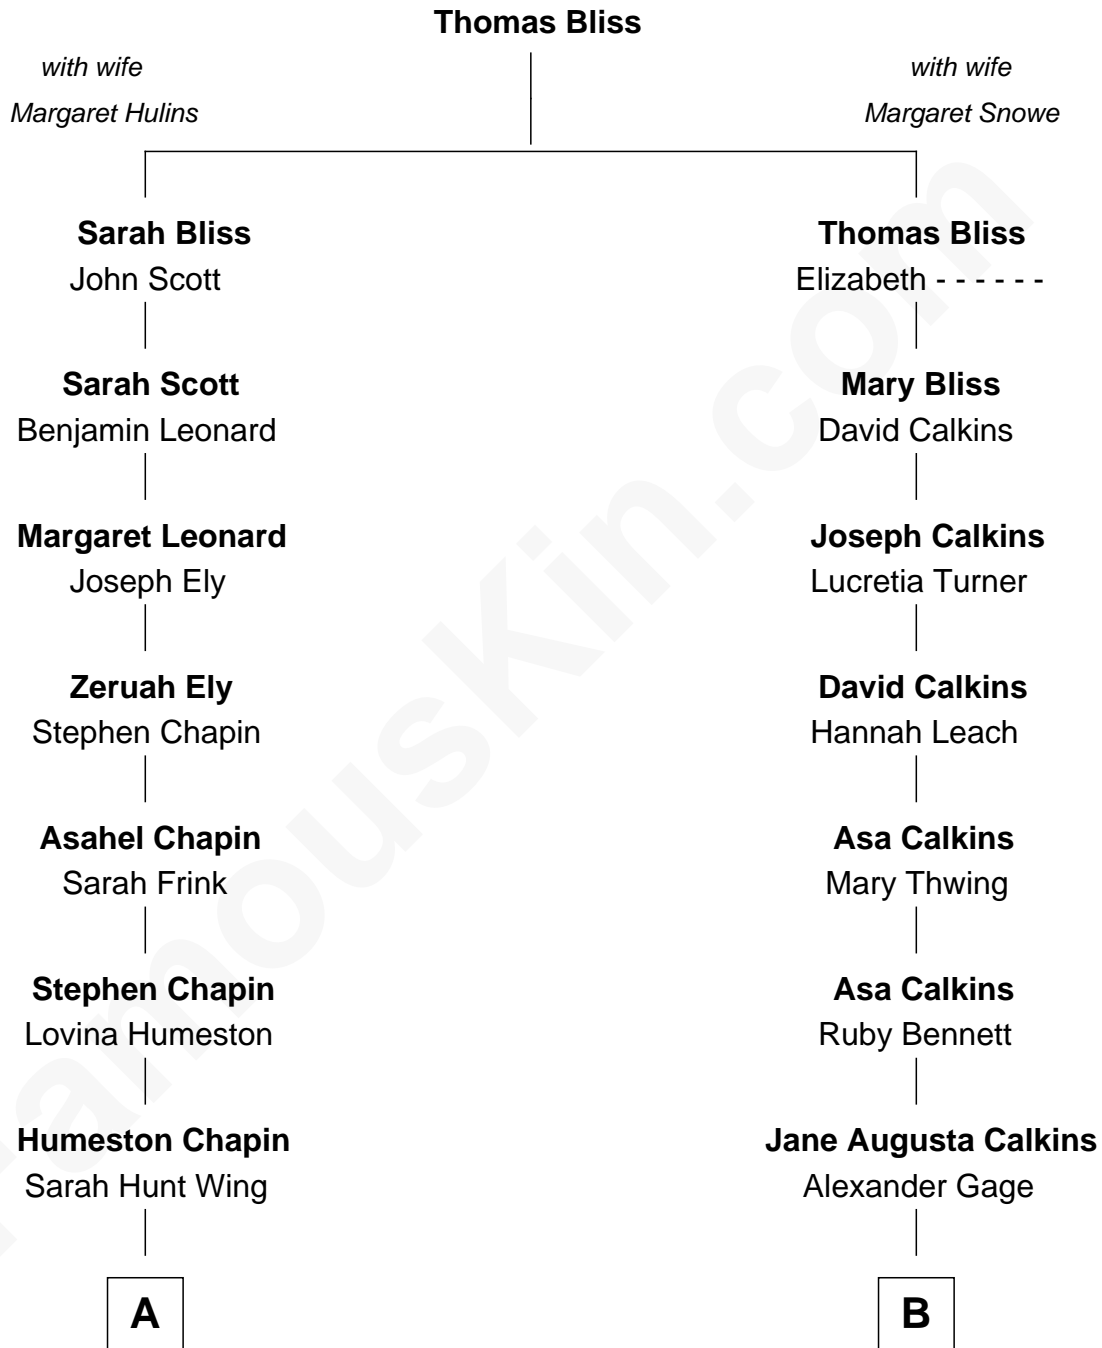 Thomas Bliss
with wife
Margaret Hulins
with wife
Margaret Snowe
Sarah Bliss
John Scott
Thomas Bliss
Elizabeth - - - - - -
Sarah Scott
Benjamin Leonard
Mary Bliss
David Calkins
Margaret Leonard
Joseph Ely
Joseph Calkins
Lucretia Turner
Zeruah Ely
Stephen Chapin
David Calkins
Hannah Leach
Asahel Chapin
Sarah Frink
Asa Calkins
Mary Thwing
Stephen Chapin
Lovina Humeston
Asa Calkins
Ruby Bennett
Humeston Chapin
Sarah Hunt Wing
Jane Augusta Calkins
Alexander Gage
A
B
FamousKin.com